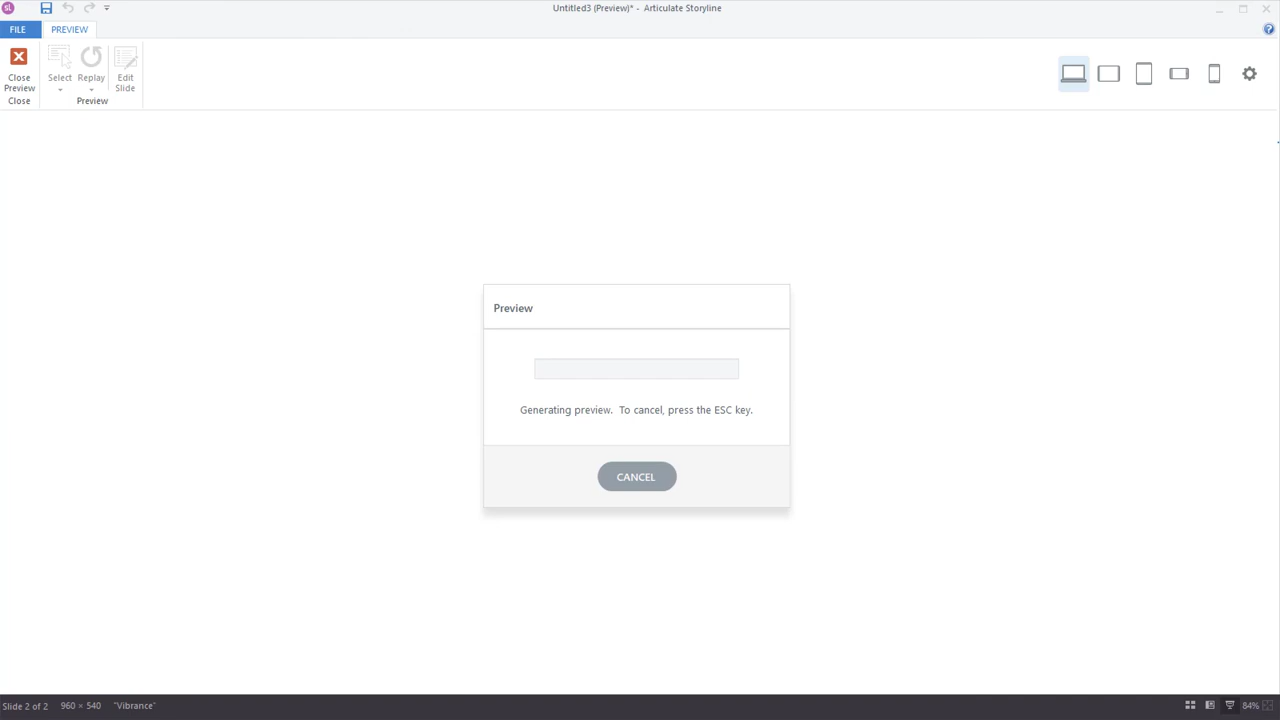 SL
Untitled3 (Preview)* - Articulate Storyline
FILE
PREVIEW
?
Close Preview
Select
Replay
Edit Slide
Close
Preview
Preview
Generating preview. To cancel, press the ESC key.
CANCEL
Slide 2 of 2
960 × 540
"Vibrance"
84%